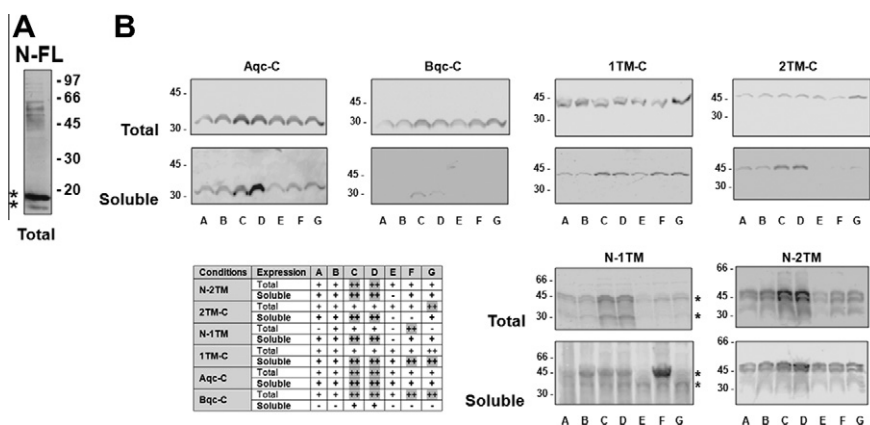 A
N-FL
- 97
- 66
- 45
- 30
- 20
*
*
Total
B
Aqc-C Bqc-C 1TM-C 2TM-C
Total
45 -
30 -
45 -
30 -
45 -
30 -
45 -
30 -
Soluble
45 -
30 -
45 -
30 -
45 -
30 -
45 -
30 -
A B C D E F G A B C D E F G A B C D E F G A B C D E F G
Conditions Expression A B C D E F G
N-2TM Total + + ++ ++ + + +
Soluble + + ++ ++ - + +
2TM-C Total + + + + + + ++
Soluble + + ++ ++ - - +
N-1TM Total - + + + - ++ -
Soluble + + ++ ++ - + +
1TM-C Total + + + + + + ++
Soluble + + ++ ++ + ++ ++
Aqc-C Total + + ++ ++ + + +
Soluble + + ++ ++ + + +
Bqc-C Total + + ++ ++ + ++ ++
Soluble - - + + - - -
N-1TM N-2TM
Total
66 -
45 -
30 -
*
*
66 -
45 -
30 -
Soluble
66 -
45 -
30 -
*
*
66 -
45 -
30 -
A B C D E F G A B C D E F G